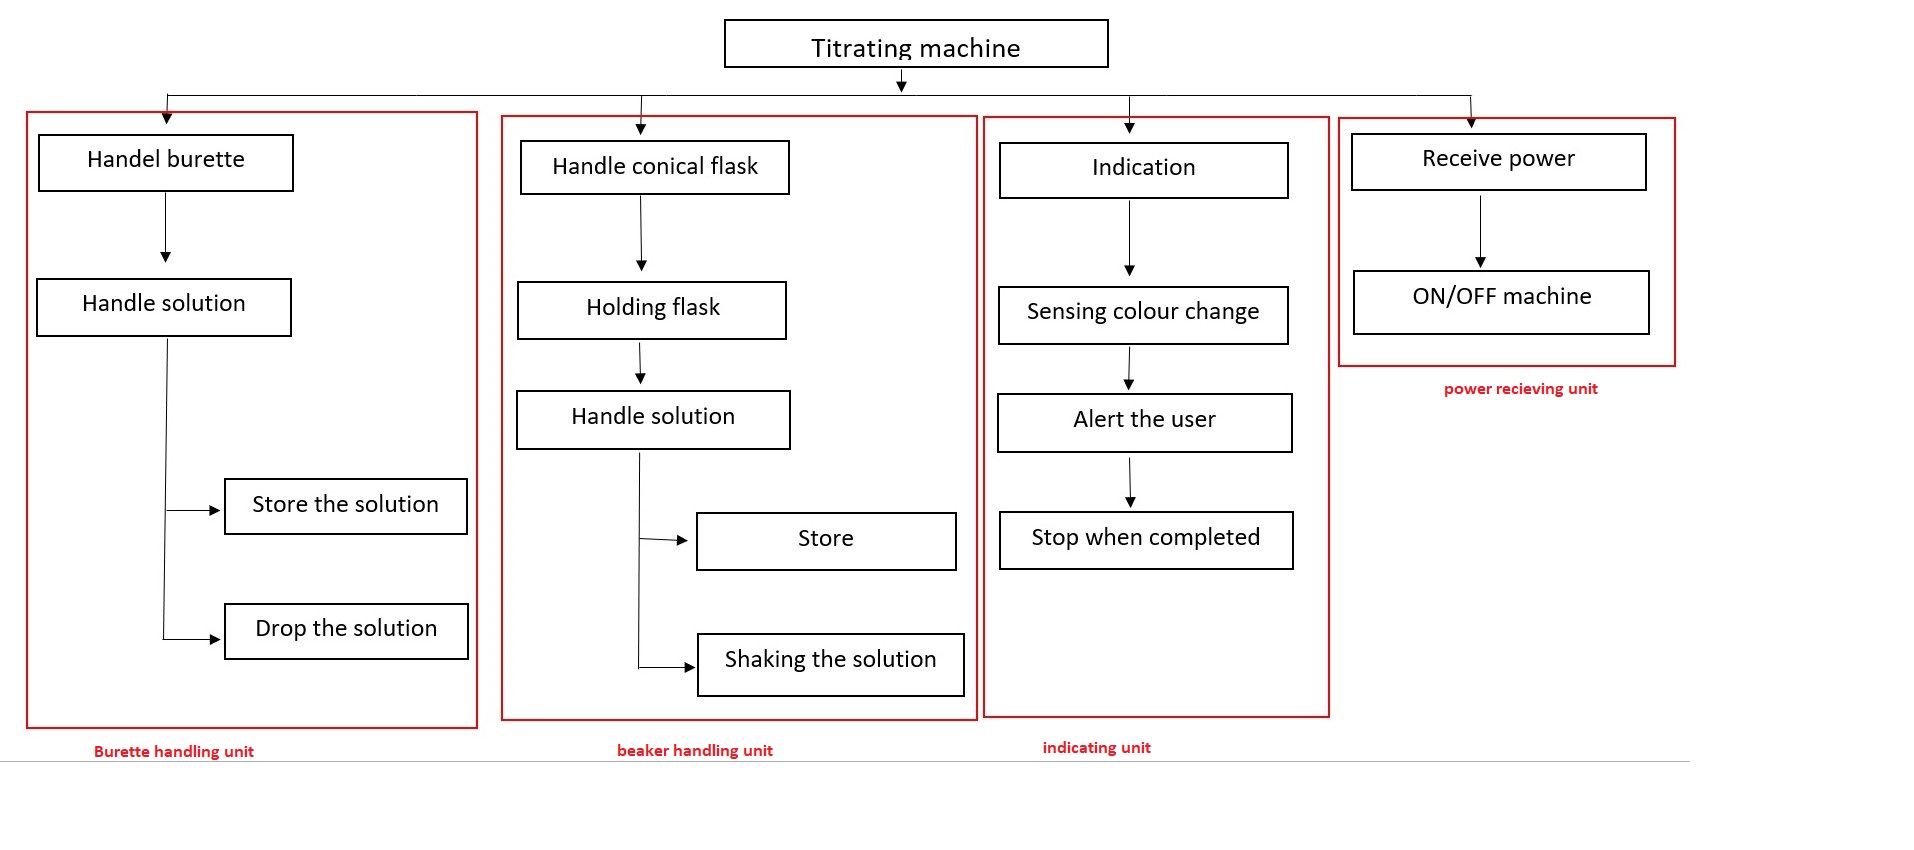 Titrating machine
Handel burette
Handle solution
Store the solution
Drop the solution
Burette handling unit
Handle conical flask
Holding flask
Handle solution
Store
Shaking the solution
beaker handling unit
Indication
Sensing colour change
Alert the user
Stop when completed
indicating unit
Receive power
ON/OFF machine
power recieving unit